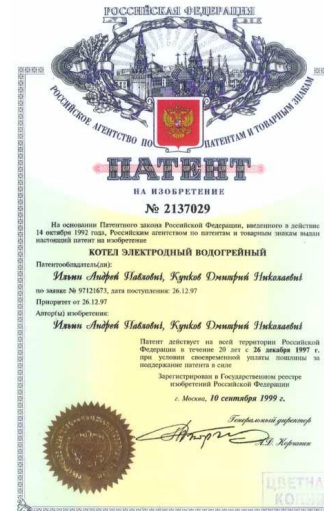 РОССИЙСКАЯ ФЕДЕРАЦИЯ
РОССИЙСКОЕ АГЕНТСТВО ПО ПАТЕНТАМ И ТОВАРНЫМ ЗНАКАМ
ПАТЕНТ
НА ИЗОБРЕТЕНИЕ
№ 2137029
На основании Патентного закона Российской Федерации, введенного в действие
14 октября 1992 года, Российским агентством по патентам и товарным знакам выдан
настоящий патент на изобретение
КОТЕЛ ЭЛЕКТРОДНЫЙ ВОДОГРЕЙНЫЙ
Патентообладатель(ли):
Ильин Андрей Павлович, Кунков Дмитрий Николаевич
по заявке № 97121673, дата поступления: 26.12.97
Приоритет от 26.12.97
Автор(ы) изобретения:
Ильин Андрей Павлович, Кунков Дмитрий Николаевич
Патент действует на всей территории Российской
Федерации в течение 20 лет с 26 декабря 1997 г.
при условии своевременной уплаты пошлины за
поддержание патента в силе
Зарегистрирован в Государственном реестре
изобретений Российской Федерации
г. Москва, 10 сентября 1999 г.
Генеральный директор
А.Д. Корчагин
ЦВЕТНАЯ
КОПИЯ